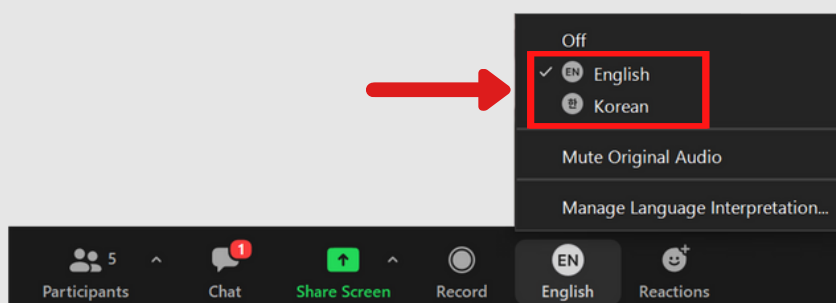 Off
EN English
한 Korean
Mute Original Audio
Manage Language Interpretation...
5
1
EN
Participants Chat Share Screen Record English Reactions